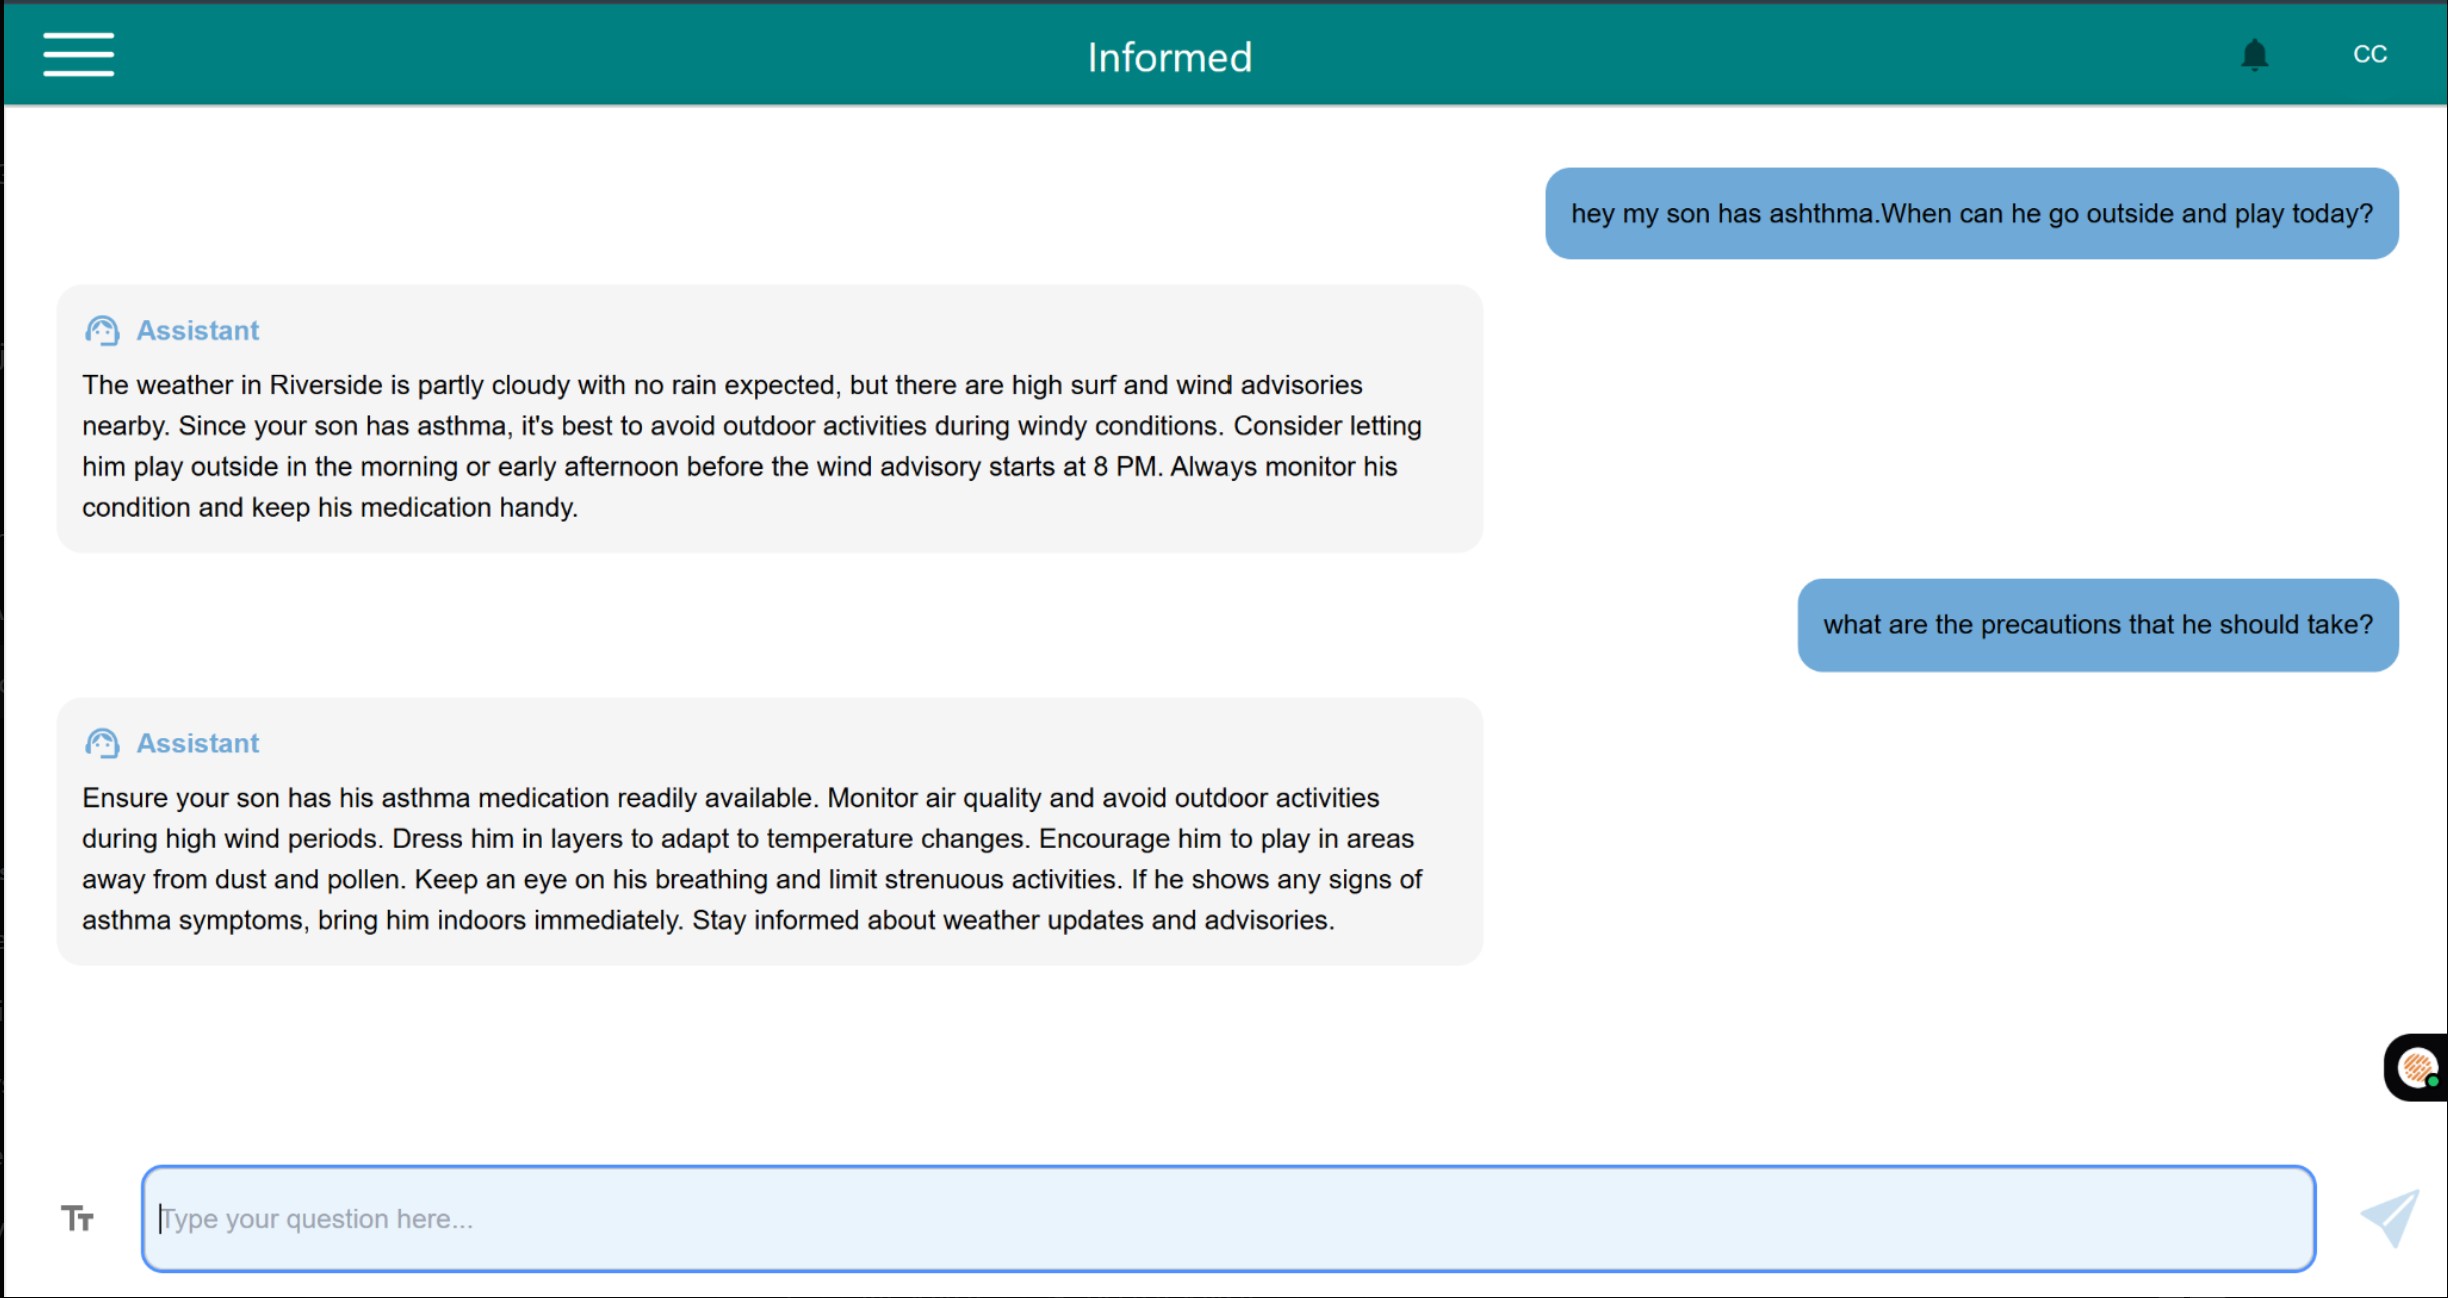 Informed
CC
hey my son has ashthma.When can he go outside and play today?
Assistant
The weather in Riverside is partly cloudy with no rain expected, but there are high surf and wind advisories
nearby. Since your son has asthma, it's best to avoid outdoor activities during windy conditions. Consider letting
him play outside in the morning or early afternoon before the wind advisory starts at 8 PM. Always monitor his
condition and keep his medication handy.
what are the precautions that he should take?
Assistant
Ensure your son has his asthma medication readily available. Monitor air quality and avoid outdoor activities
during high wind periods. Dress him in layers to adapt to temperature changes. Encourage him to play in areas
away from dust and pollen. Keep an eye on his breathing and limit strenuous activities. If he shows any signs of
asthma symptoms, bring him indoors immediately. Stay informed about weather updates and advisories.
Tт
Type your question here...